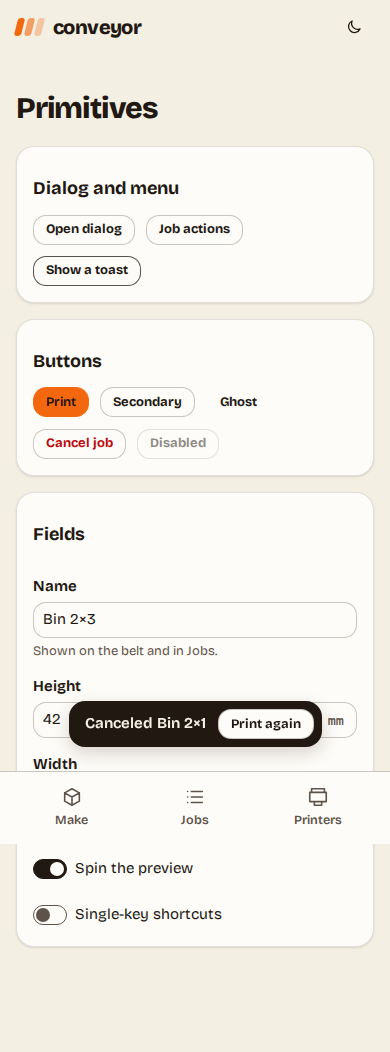 conveyor
Primitives
Dialog and menu
Open dialog
Job actions
Show a toast
Buttons
Print
Secondary
Ghost
Cancel job
Disabled
Fields
Name
Bin 2×3
Shown on the belt and in Jobs.
Height
42
mm
Canceled Bin 2×1
Print again
Width
Make
Jobs
Printers
Spin the preview
Single-key shortcuts